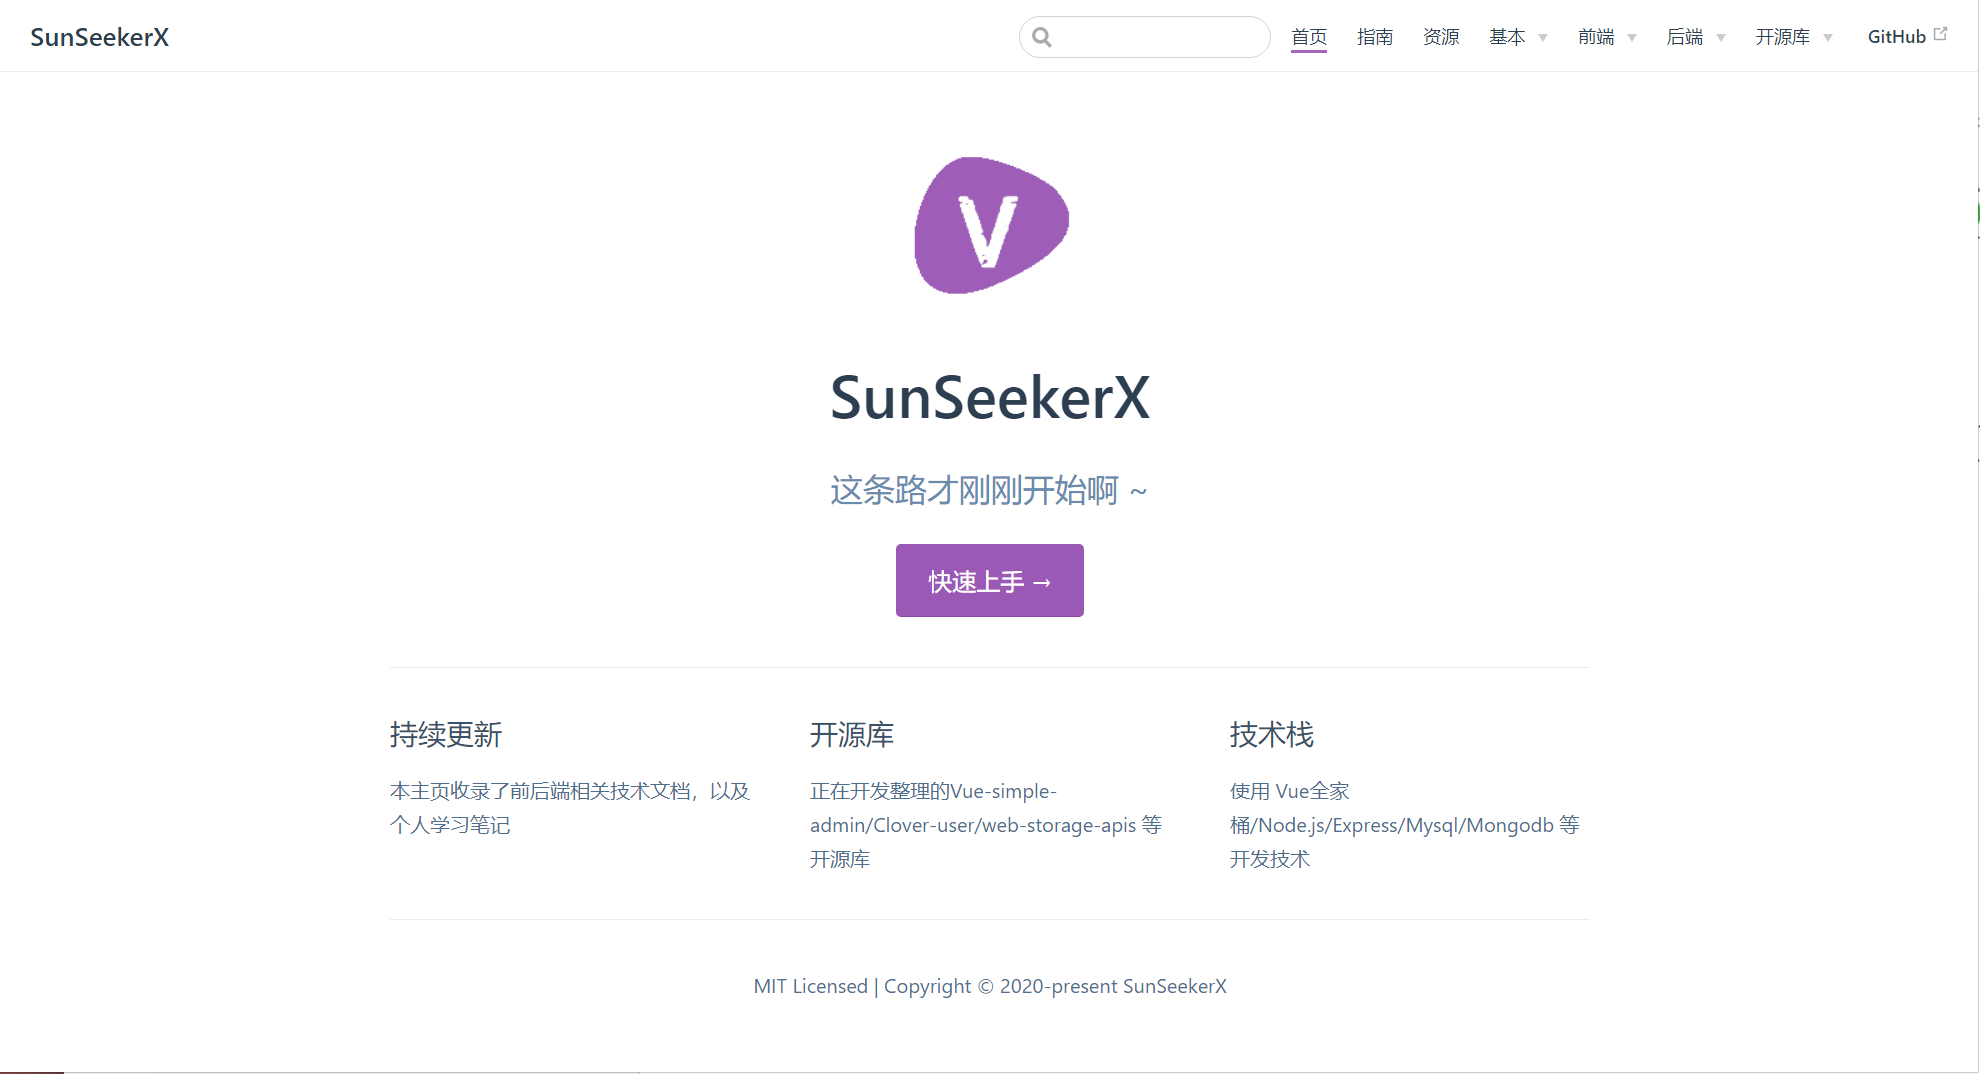 SunSeekerX
首页 指南 资源 基本 前端 后端 开源库 GitHub
V
SunSeekerX
这条路才刚刚开始啊 ~
快速上手 →
持续更新
本主页收录了前后端相关技术文档，以及
个人学习笔记
开源库
正在开发整理的Vue-simple-
admin/Clover-user/web-storage-apis 等
开源库
技术栈
使用 Vue全家
桶/Node.js/Express/Mysql/Mongodb 等
开发技术
MIT Licensed | Copyright © 2020-present SunSeekerX